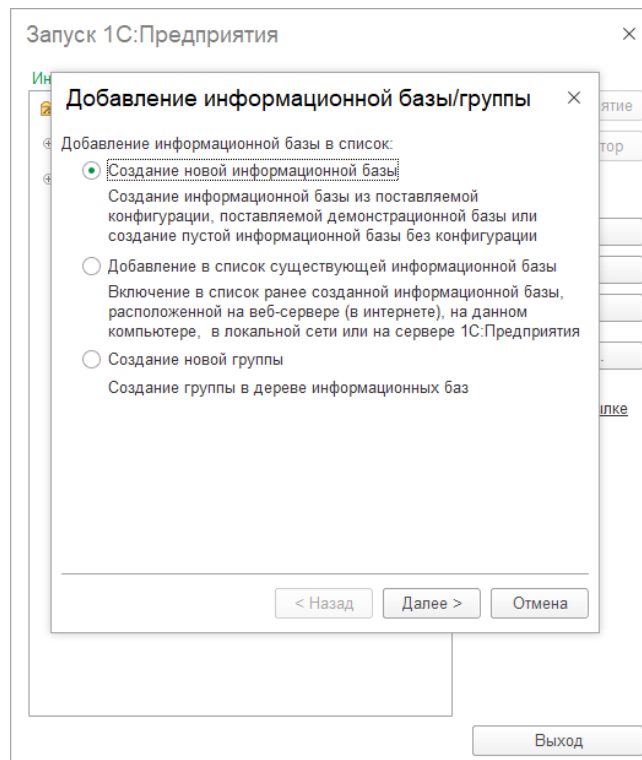 Запуск 1С:Предприятия
Добавление информационной базы/группы
Добавление информационной базы в список:
Создание новой информационной базы
Создание информационной базы из поставляемой
конфигурации, поставляемой демонстрационной базы или
создание пустой информационной базы без конфигурации
Добавление в список существующей информационной базы
Включение в список ранее созданной информационной базы,
расположенной на веб-сервере (в интернете), на данном
компьютере, в локальной сети или на сервере 1С:Предприятия
Создание новой группы
Создание группы в дереве информационных баз
< Назад Далее > Отмена
Выход